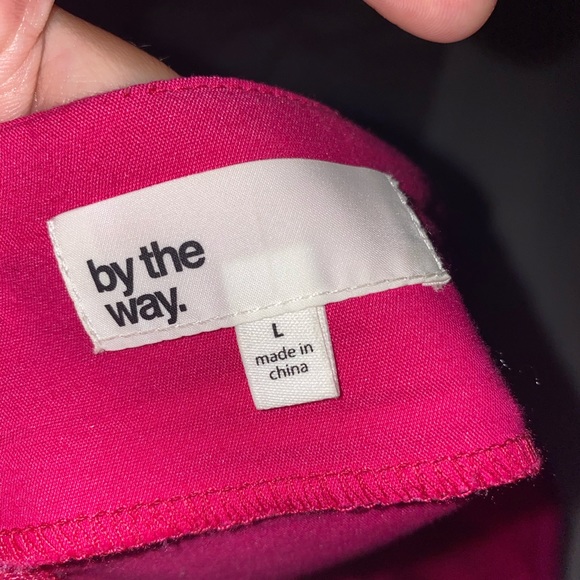 by the
way.
L
made in
china